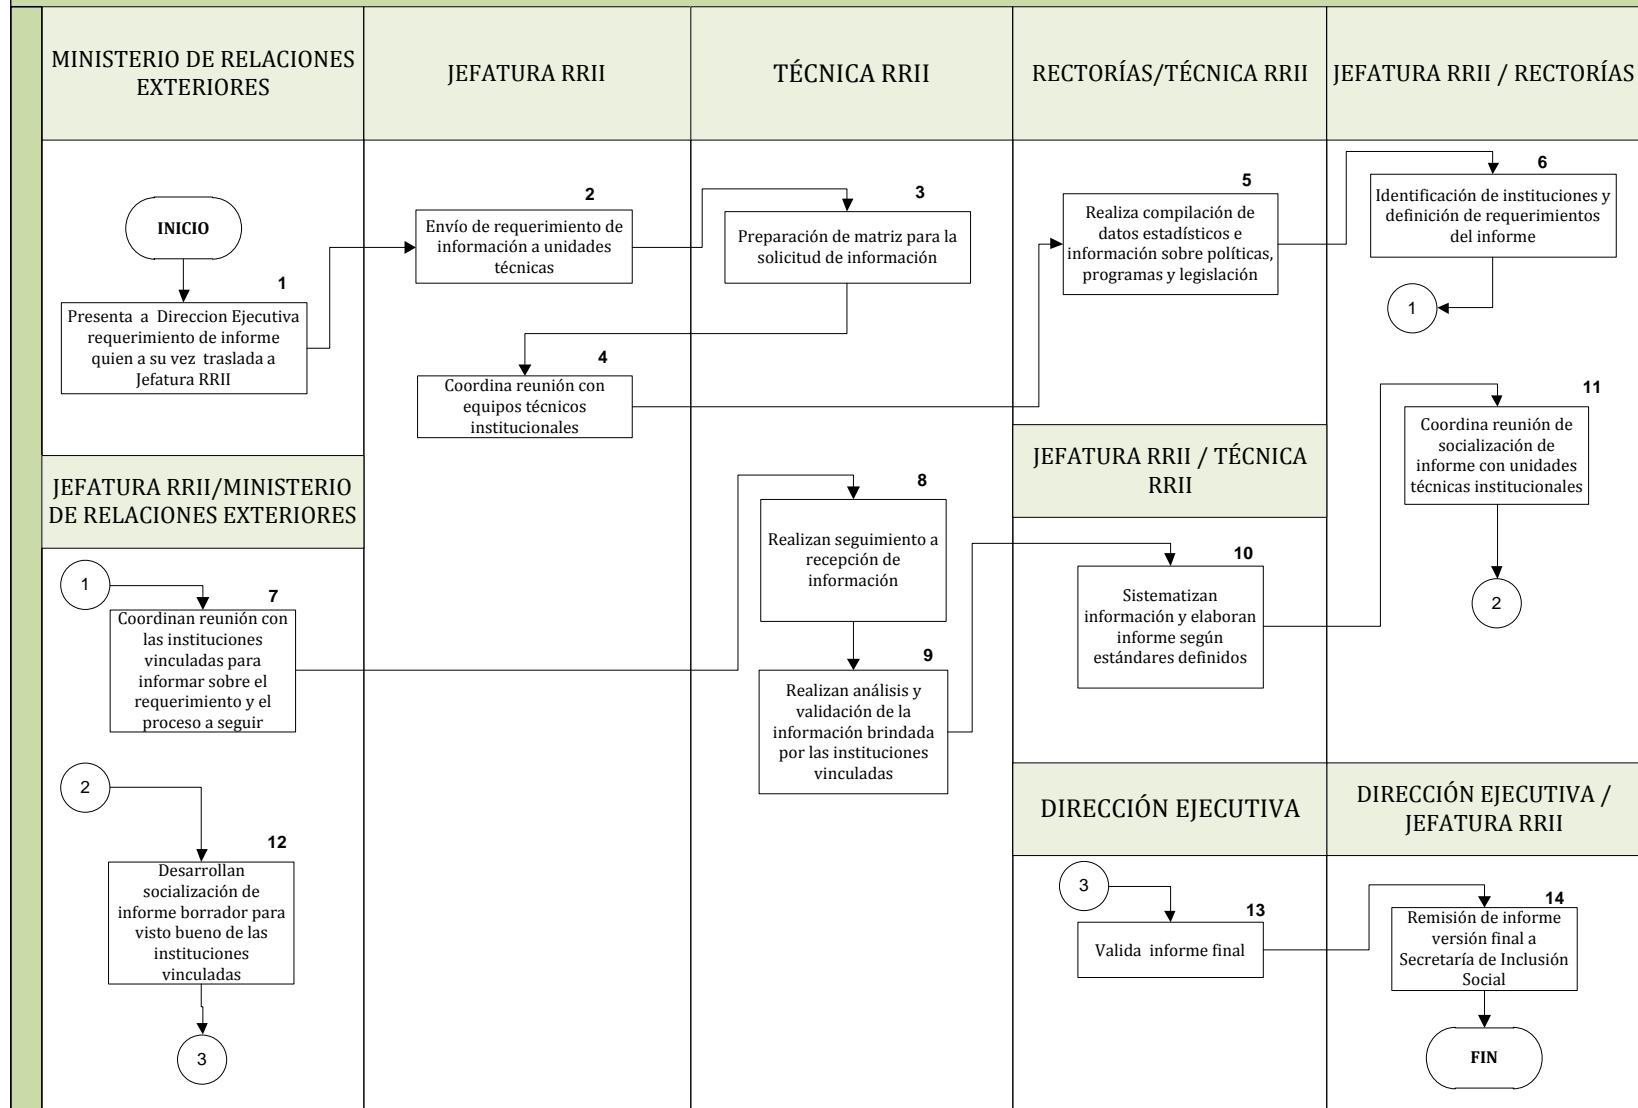 MINISTERIO DE RELACIONES
EXTERIORES
JEFATURA RRII
TÉCNICA RRII
RECTORÍAS/TÉCNICA RRII
JEFATURA RRII / RECTORÍAS
INICIO
1
Presenta a Direccion Ejecutiva
requerimiento de informe
quien a su vez traslada a
Jefatura RRII
2
Envío de requerimiento de
información a unidades
técnicas
3
Preparación de matriz para la
solicitud de información
4
Coordina reunión con
equipos técnicos
institucionales
5
Realiza compilación de
datos estadísticos e
información sobre políticas,
programas y legislación
6
Identificación de instituciones y
definición de requerimientos
del informe
1
JEFATURA RRII/MINISTERIO
DE RELACIONES EXTERIORES
1
7
Coordinan reunión con
las instituciones
vinculadas para
informar sobre el
requerimiento y el
proceso a seguir
8
Realizan seguimiento a
recepción de
información
9
Realizan análisis y
validación de la
información brindada
por las instituciones
vinculadas
JEFATURA RRII / TÉCNICA
RRII
10
Sistematizan
información y elaboran
informe según
estándares definidos
11
Coordina reunión de
socialización de
informe con unidades
técnicas institucionales
2
2
12
Desarrollan
socialización de
informe borrador para
visto bueno de las
instituciones
vinculadas
3
DIRECCIÓN EJECUTIVA
3
13
Valida informe final
DIRECCIÓN EJECUTIVA /
JEFATURA RRII
14
Remisión de informe
versión final a
Secretaría de Inclusión
Social
FIN